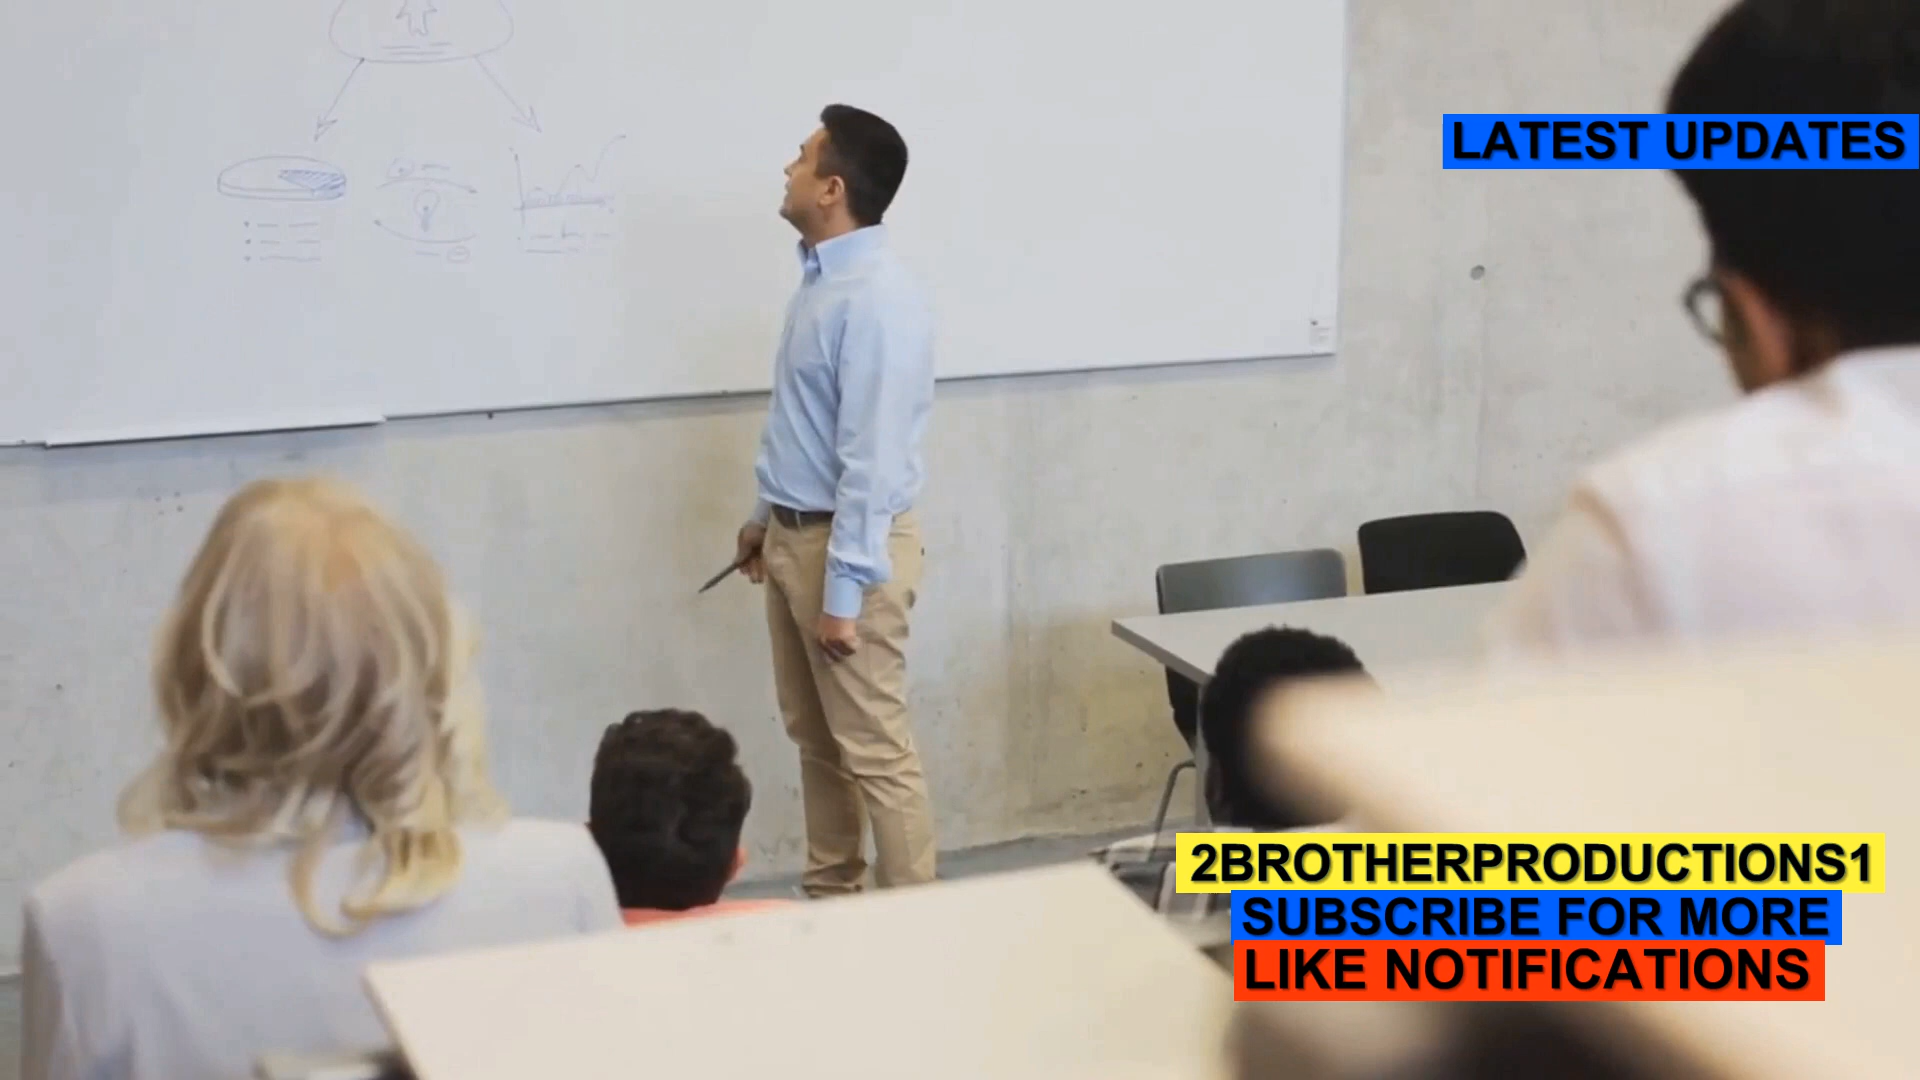 LATEST UPDATES
2BROTHERPRODUCTIONS1
SUBSCRIBE FOR MORE
LIKE NOTIFICATIONS